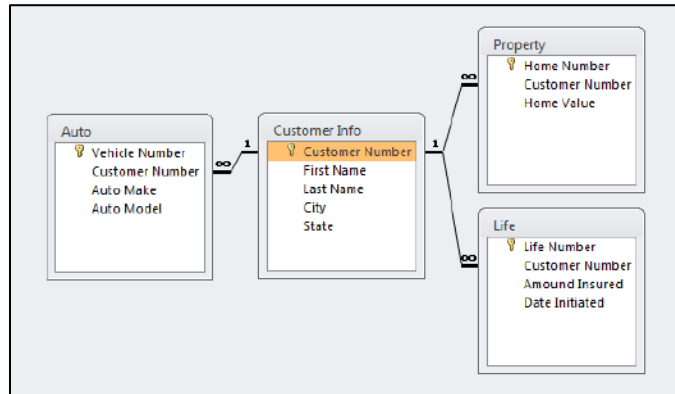 Property
Home Number
Customer Number
Home Value
Auto
Vehicle Number
Customer Number
Auto Make
Auto Model
∞
1
Customer Info
Customer Number
First Name
Last Name
City
State
1
∞
∞
Life
Life Number
Customer Number
Amound Insured
Date Initiated